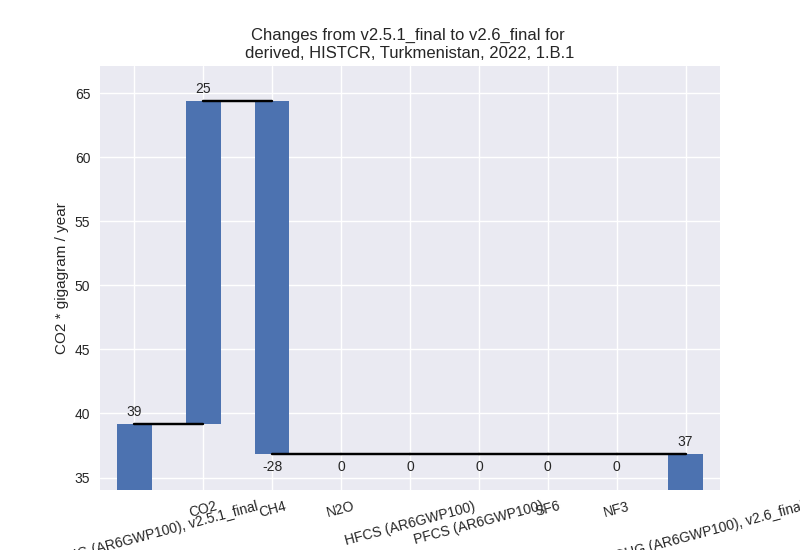 Changes from v2.5.1_final to v2.6_final for
derived, HISTCR, Turkmenistan, 2022, 1.B.1
CO2 * gigagram / year
65
60
55
50
45
40
35
39
25
-28
0
0
0
0
0
37
(AR6GWP100), v2.5.1_final
CO2
CH4
N2O
HFCS (AR6GWP100)
PFCS (AR6GWP100)
SF6
NF3
(AR6GWP100), v2.6_final